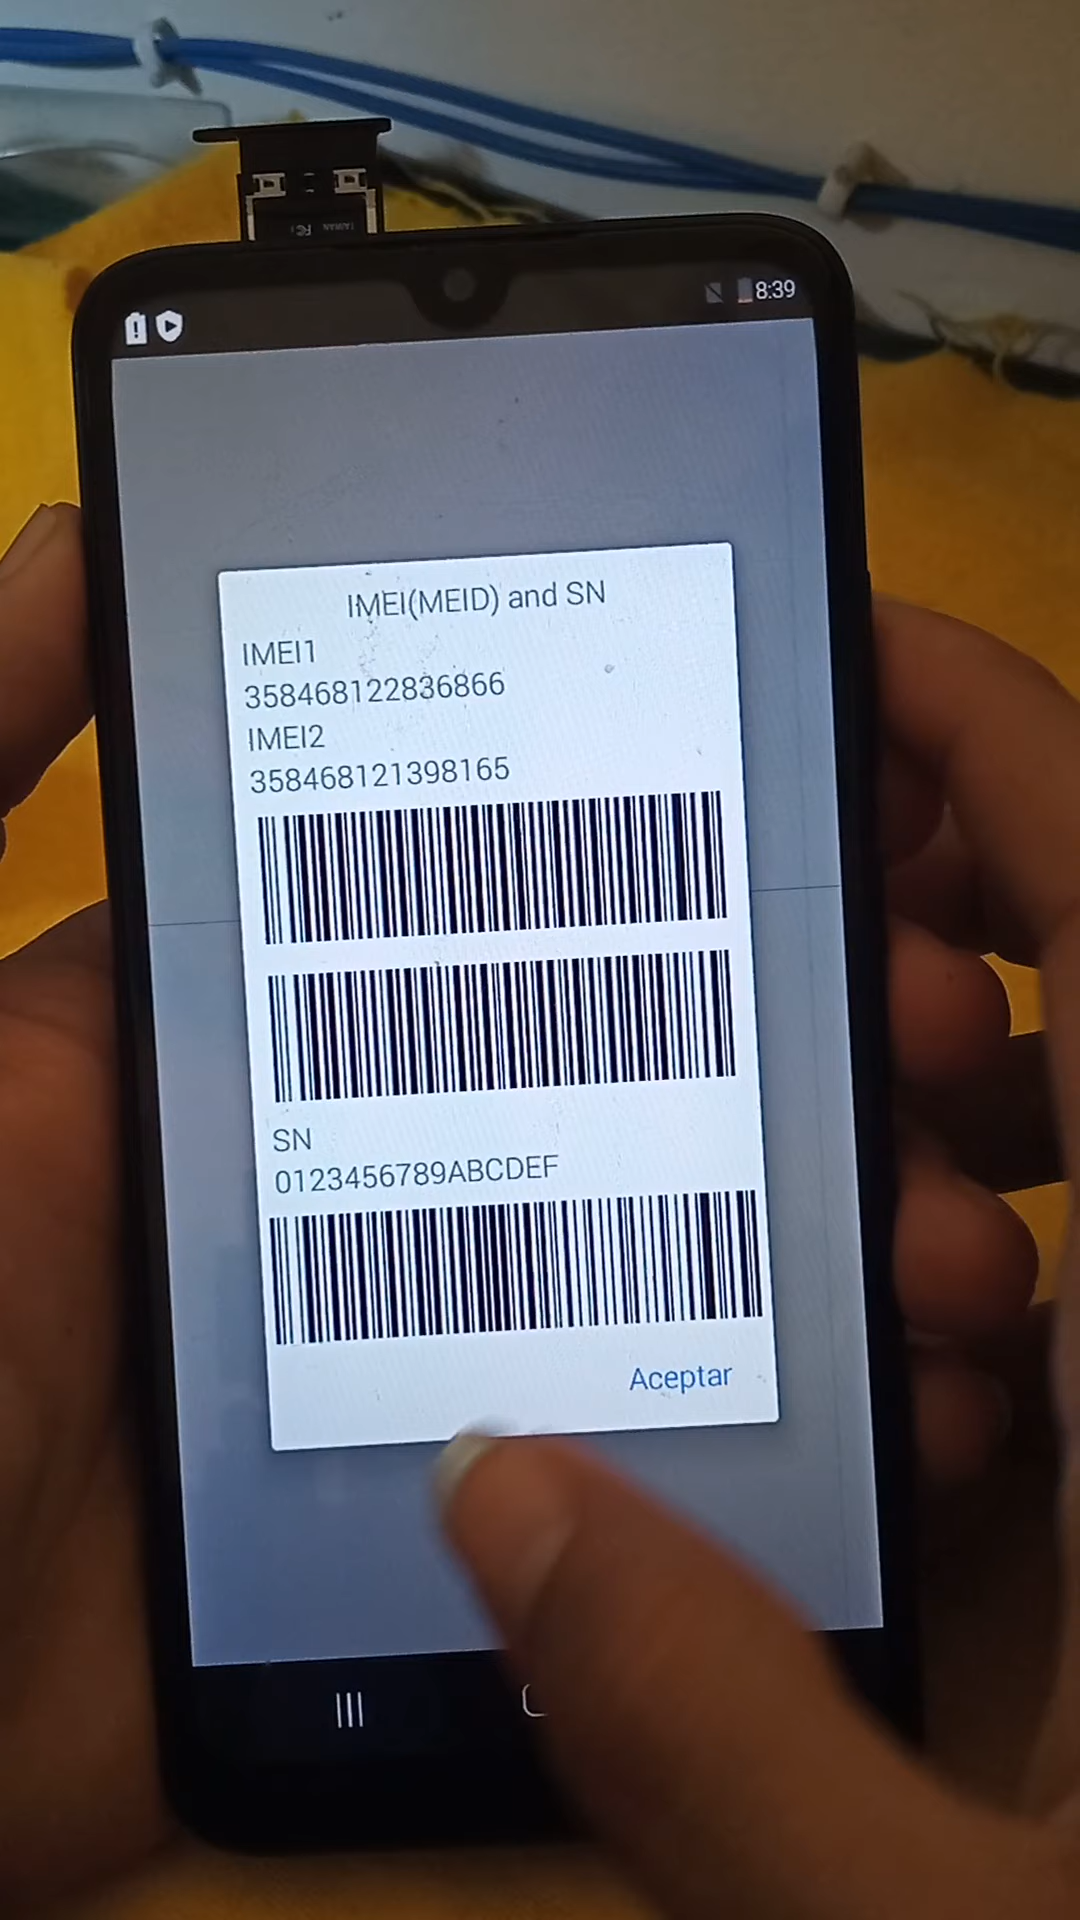 8:39
IMEI(MEID) and SN
IMEI1
358468122836866
IMEI2
358468121398165
SN
0123456789ABCDEF
Aceptar